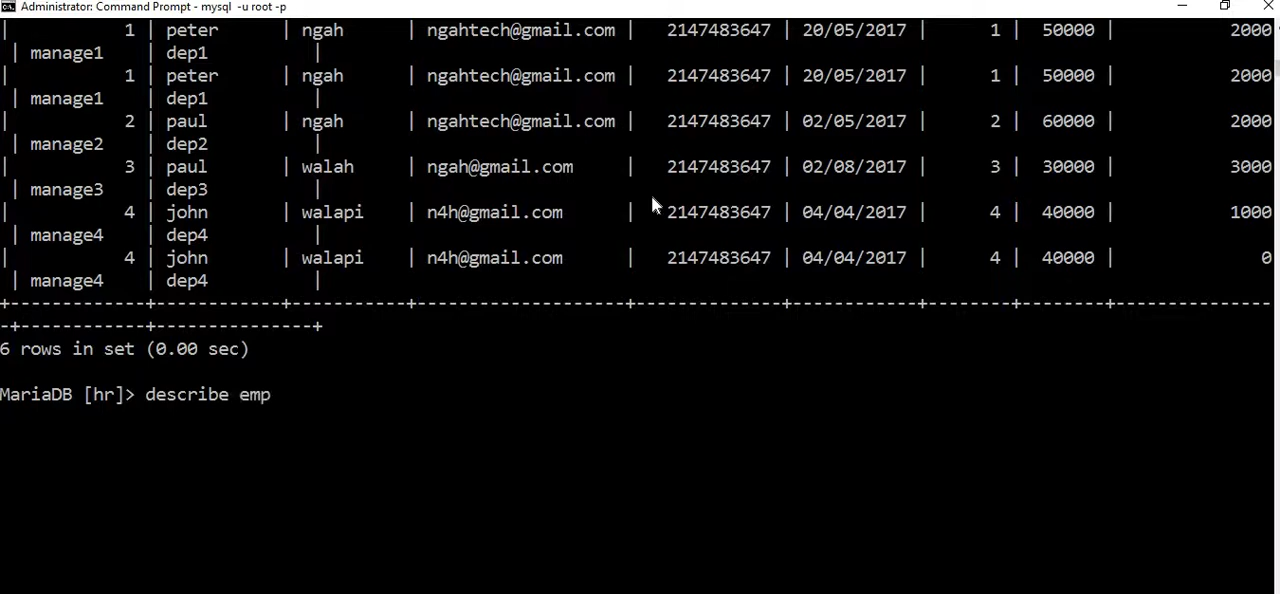 Administrator: Command Prompt - mysql -u root -p
| 1 | peter | ngah | ngahtech@gmail.com | 2147483647 | 20/05/2017 | 1 | 50000 | 2000
| manage1 | dep1 |
| 1 | peter | ngah | ngahtech@gmail.com | 2147483647 | 20/05/2017 | 1 | 50000 | 2000
| manage1 | dep1 |
| 2 | paul | ngah | ngahtech@gmail.com | 2147483647 | 02/05/2017 | 2 | 60000 | 2000
| manage2 | dep2 |
| 3 | paul | walah | ngah@gmail.com | 2147483647 | 02/08/2017 | 3 | 30000 | 3000
| manage3 | dep3 |
| 4 | john | walapi | n4h@gmail.com | 2147483647 | 04/04/2017 | 4 | 40000 | 1000
| manage4 | dep4 |
| 4 | john | walapi | n4h@gmail.com | 2147483647 | 04/04/2017 | 4 | 40000 | 0
| manage4 | dep4 |
+------------+------------+-----------+--------------------+--------------+------------+--------+--------+---------------
-+------------+----------------+
6 rows in set (0.00 sec)
MariaDB [hr]> describe emp